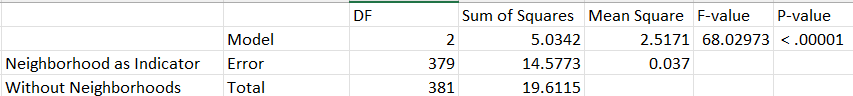 DF Sum of Squares Mean Square F-value P-value
Model 2 5.0342 2.5171 68.02973 < .00001
Neighborhood as Indicator Error 379 14.5773 0.037
Without Neighborhoods Total 381 19.6115